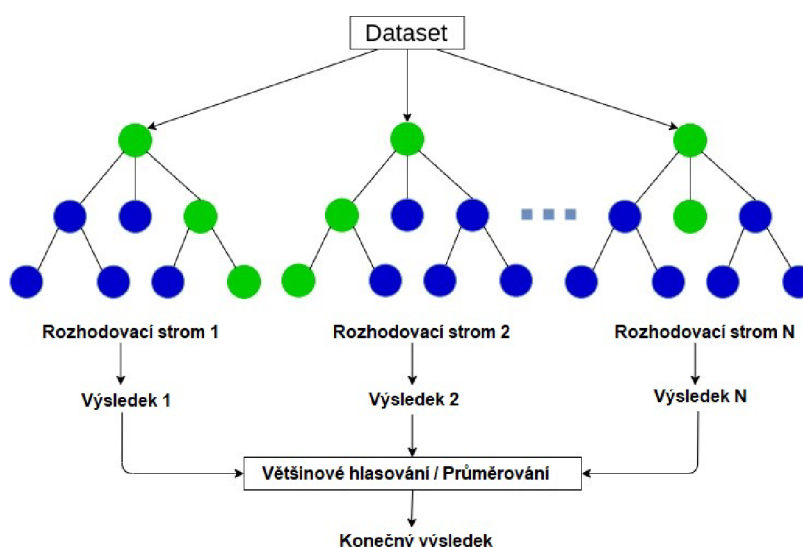 Dataset
Rozhodovací strom 1
Rozhodovací strom 2
Rozhodovací strom N
Výsledek 1
Výsledek 2
Výsledek N
Většinové hlasování / Průměrování
Konečný výsledek